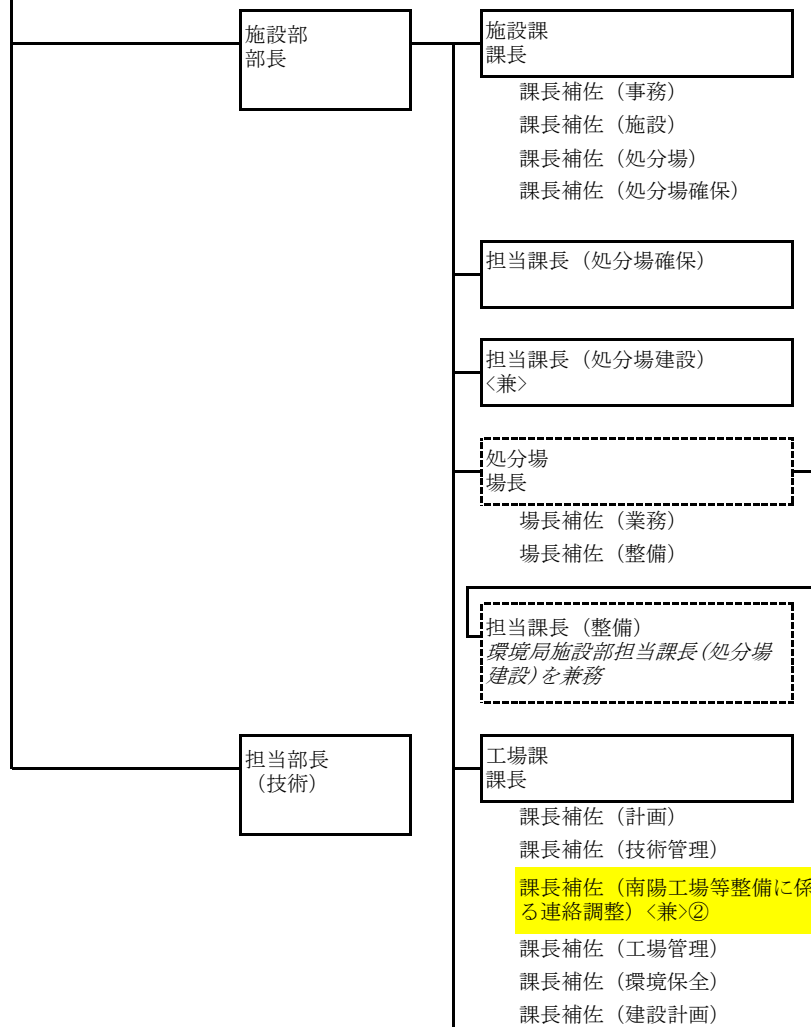 施設部
部長
施設課
課長
課長補佐（事務）
課長補佐（施設）
課長補佐（処分場）
課長補佐（処分場確保）
担当課長（処分場確保）
担当課長（処分場建設）
<兼>
処分場
場長
場長補佐（業務）
場長補佐（整備）
担当課長（整備）
環境局施設部担当課長(処分場
建設)を兼務
担当部長
（技術）
工場課
課長
課長補佐（計画）
課長補佐（技術管理）
課長補佐（南陽工場等整備に係
る連絡調整）<兼>②
課長補佐（工場管理）
課長補佐（環境保全）
課長補佐（建設計画）